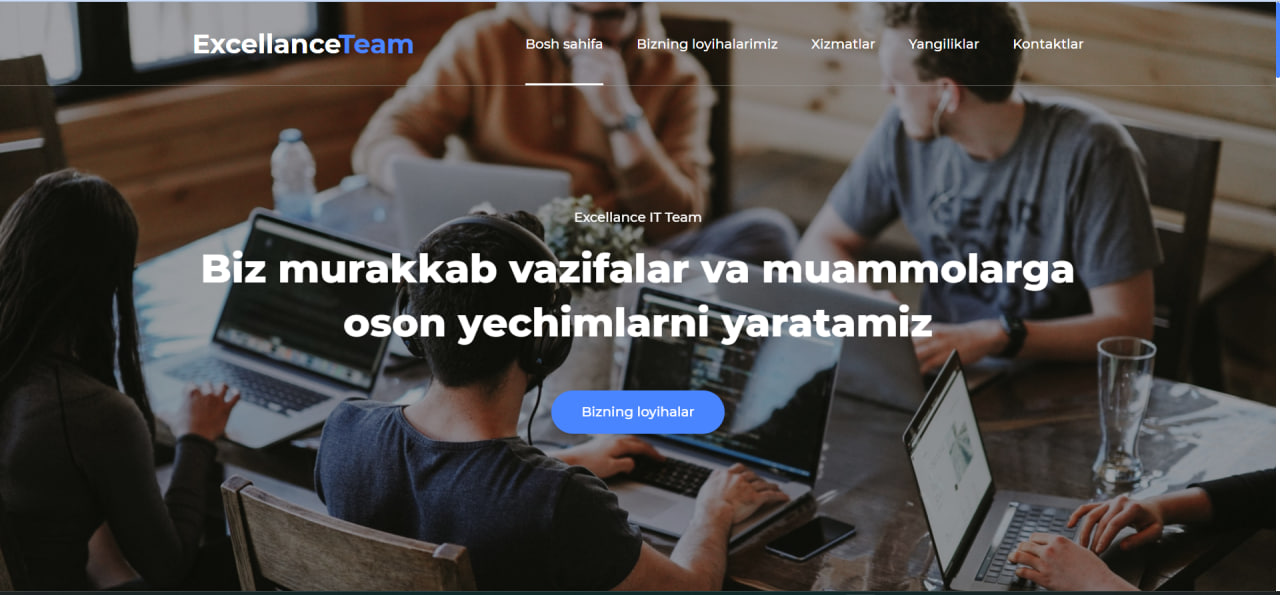 ExcellanceTeam
Bosh sahifa
Bizning loyihalarimiz
Xizmatlar
Yangiliklar
Kontaktlar
Excellance IT Team
Biz murakkab vazifalar va muammolarga
oson yechimlarni yaratamiz
Bizning loyihalar